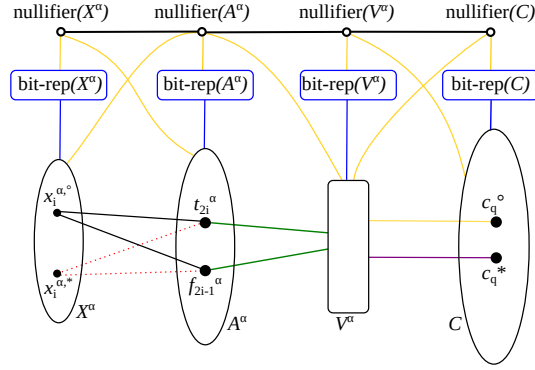 nullifier(X^α) nullifier(A^α) nullifier(V^α) nullifier(C)
bit-rep(X^α) bit-rep(A^α) bit-rep(V^α) bit-rep(C)
x_i^{α,°} t_{2i}^α c_q^°
x_i^{α,*} f_{2i-1}^α c_q^*
X^α A^α V^α C